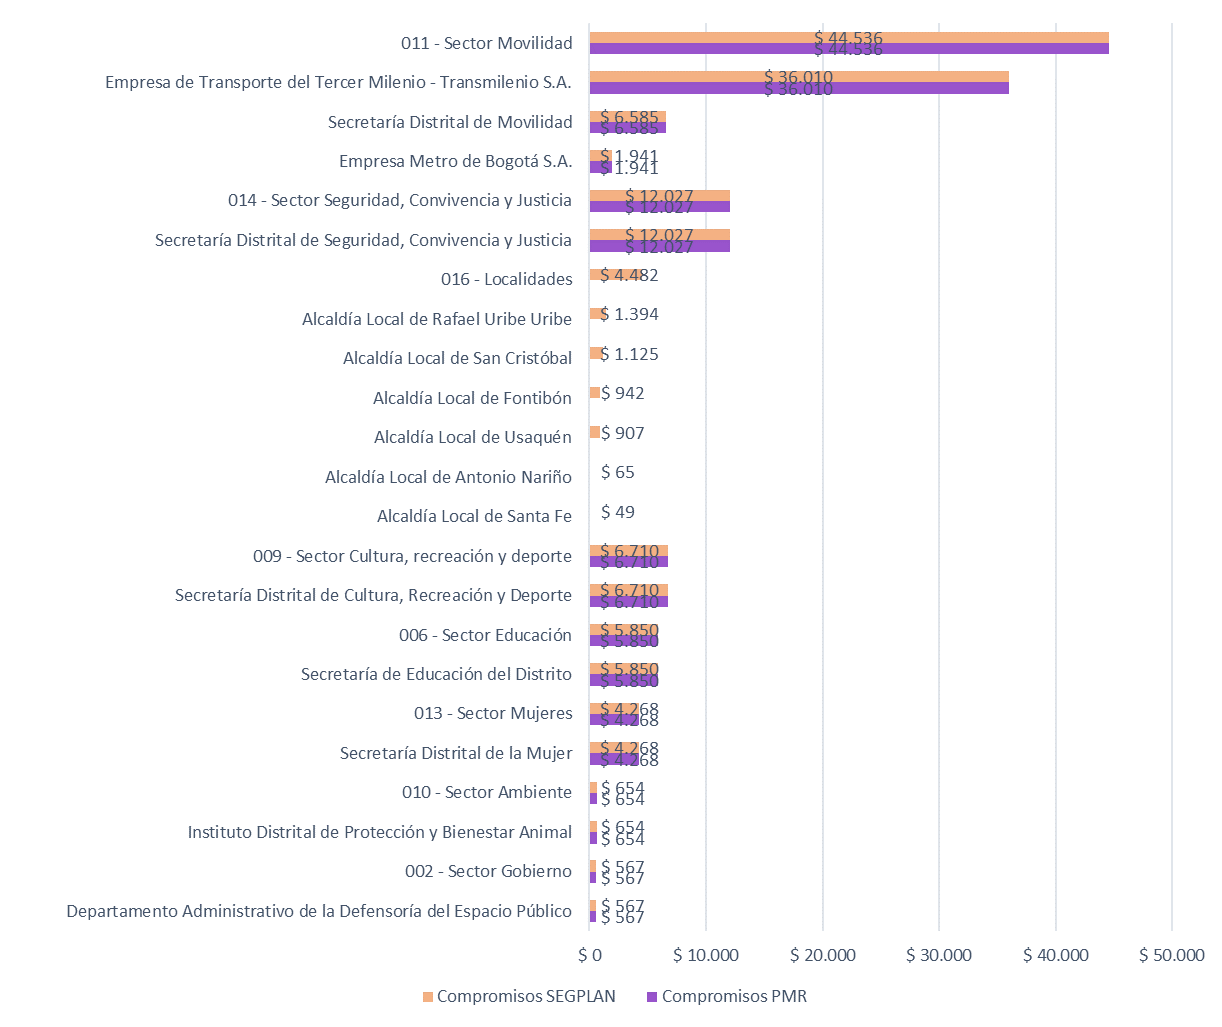 011 - Sector Movilidad
$ 44.536
$ 44.536
Empresa de Transporte del Tercer Milenio - Transmilenio S.A.
$ 36.010
$ 36.010
Secretaría Distrital de Movilidad
$ 6.585
$ 6.585
Empresa Metro de Bogotá S.A.
$ 1.941
$ 1.941
014 - Sector Seguridad, Convivencia y Justicia
$ 12.027
$ 12.027
Secretaría Distrital de Seguridad, Convivencia y Justicia
$ 12.027
$ 12.027
016 - Localidades
$ 4.482
Alcaldía Local de Rafael Uribe Uribe
$ 1.394
Alcaldía Local de San Cristóbal
$ 1.125
Alcaldía Local de Fontibón
$ 942
Alcaldía Local de Usaquén
$ 907
Alcaldía Local de Antonio Nariño
$ 65
Alcaldía Local de Santa Fe
$ 49
009 - Sector Cultura, recreación y deporte
$ 6.710
$ 6.710
Secretaría Distrital de Cultura, Recreación y Deporte
$ 6.710
$ 6.710
006 - Sector Educación
$ 5.850
$ 5.850
Secretaría de Educación del Distrito
$ 5.850
$ 5.850
013 - Sector Mujeres
$ 4.268
$ 4.268
Secretaría Distrital de la Mujer
$ 4.268
$ 4.268
010 - Sector Ambiente
$ 654
$ 654
Instituto Distrital de Protección y Bienestar Animal
$ 654
$ 654
002 - Sector Gobierno
$ 567
$ 567
Departamento Administrativo de la Defensoría del Espacio Público
$ 567
$ 567
$ 0 $ 10.000 $ 20.000 $ 30.000 $ 40.000 $ 50.000
Compromisos SEGPLAN Compromisos PMR